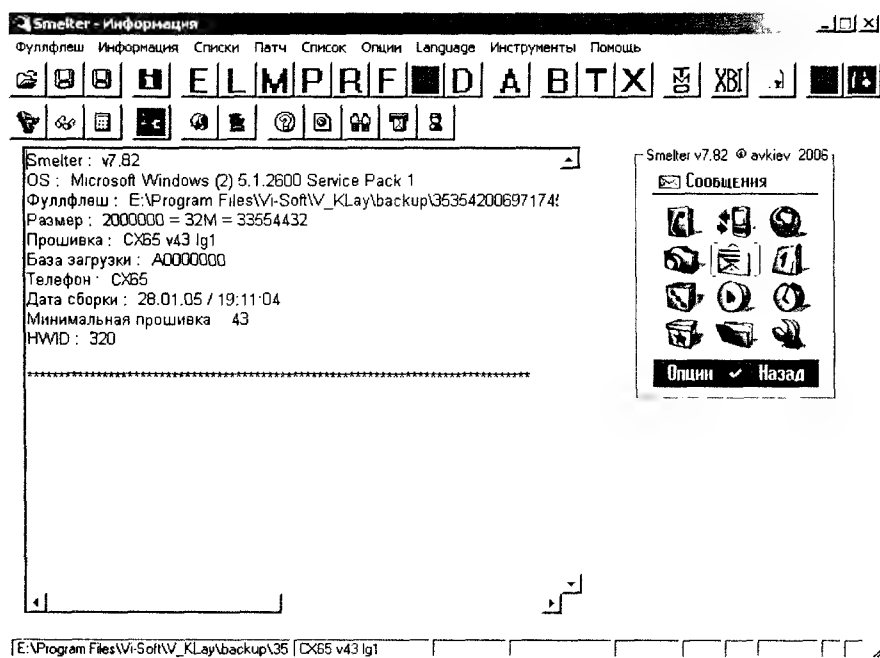 Smelter - Информация
Фуллфлеш Информация Списки Патч Список Опции Language Инструменты Помощь
E L M P R F D A B T X XBI
Smelter : v7.82
OS : Microsoft Windows (2) 5.1.2600 Service Pack 1
Фуллфлеш : E:\Program Files\Vi-Soft\V_KLay\backup\35354200697174
Размер : 2000000 = 32M = 33554432
Прошивка : CX65 v43 lg1
База загрузки : A0000000
Телефон : CX65
Дата сборки : 28.01.05 / 19:11:04
Минимальная прошивка 43
HWID : 320
Smelter v7.82 © avkiev 2006
Сообщения
Опции Назад
E:\Program Files\Vi-Soft\V_KLay\backup\35 CX65 v43 lg1